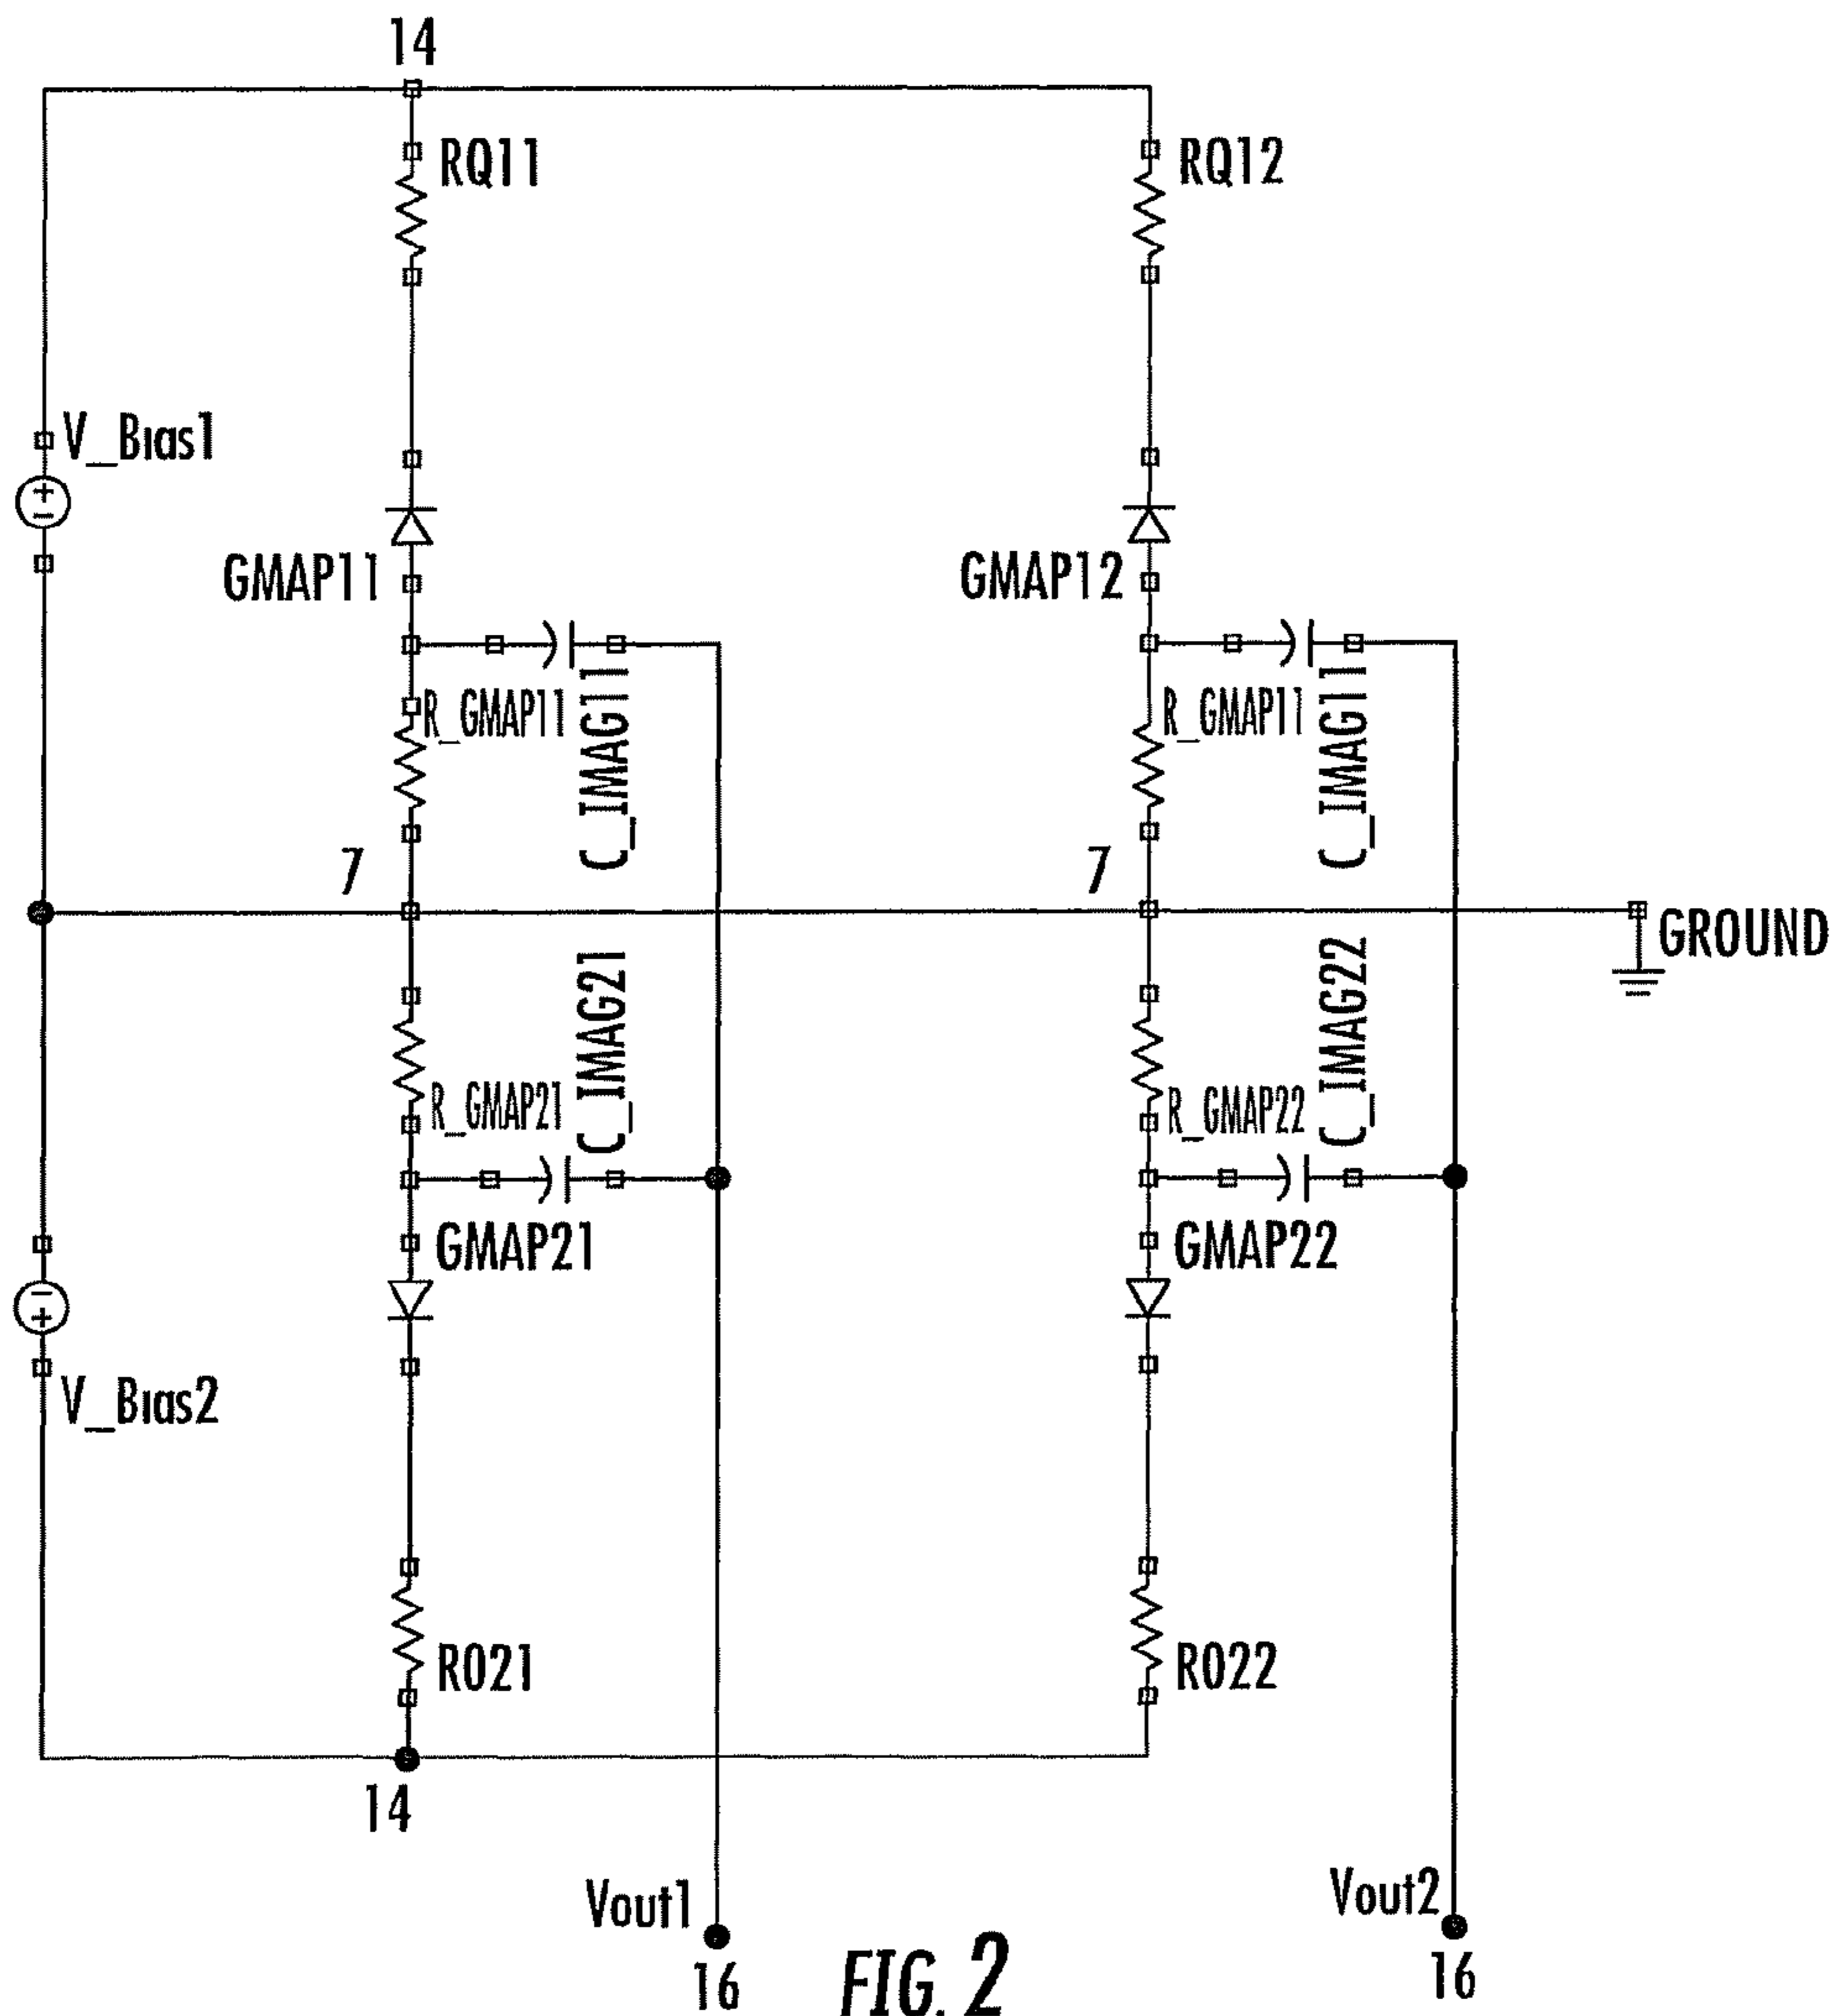 14
RQ11
RQ12
V_Bias1
GMAP11
GMAP12
R_GMAP11
C_IMAG11
R_GMAP11
C_IMAG11
7
7
GROUND
C_IMAG21
C_IMAG22
R_GMAP21
R_GMAP22
GMAP21
GMAP22
V_Bias2
R021
R022
14
Vout1
Vout2
16
16
FIG. 2